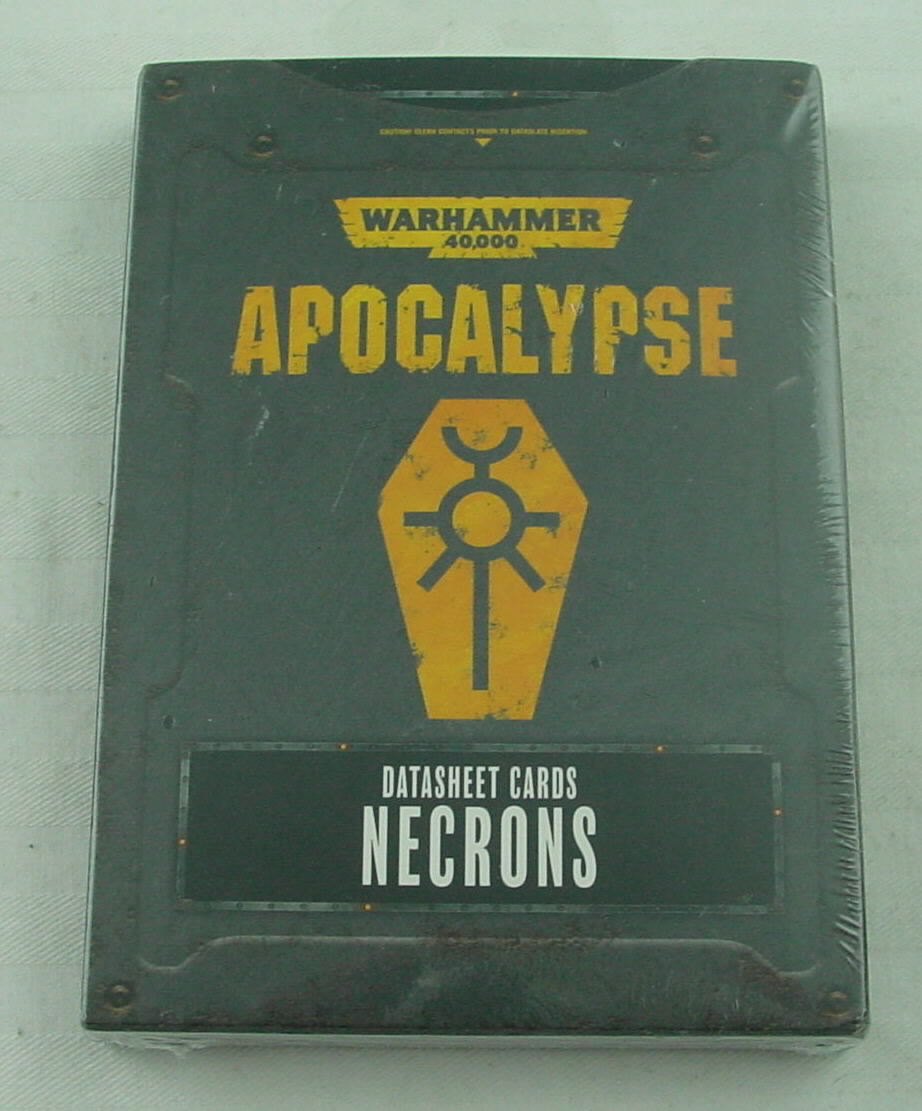 CAUTION! CLEAN CONTACTS PRIOR TO DATASLATE INSERTION
WARHAMMER
40,000
APOCALYPSE
DATASHEET CARDS
NECRONS